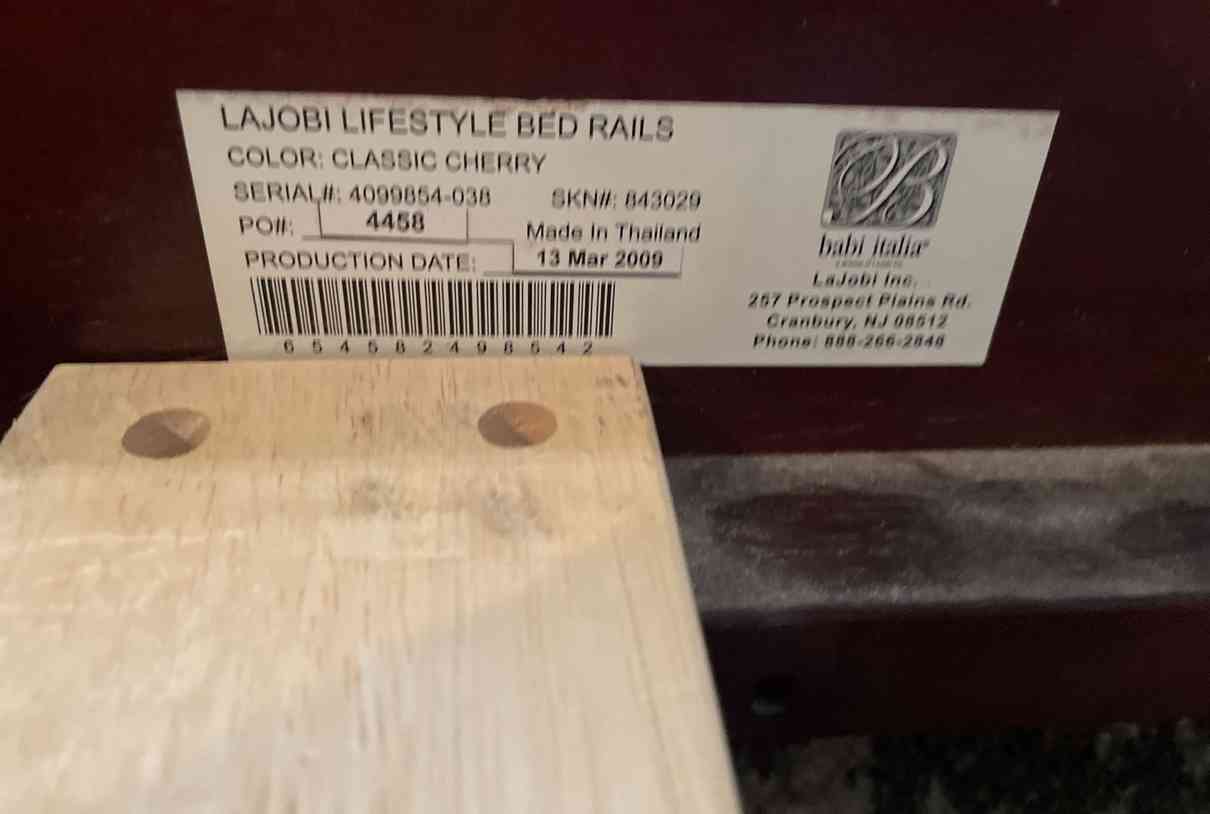 LAJOBI LIFESTYLE BED RAILS
COLOR: CLASSIC CHERRY
SERIAL#: 4099854-038 SKN#: 843029
PO#: 4458 Made In Thailand
PRODUCTION DATE: 13 Mar 2009
6 5 4 5 8 2 4 9 8 5 4 2
B
babi italia®
LaJobi Inc.
257 Prospect Plains Rd.
Cranbury, NJ 08512
Phone: 888-266-2848